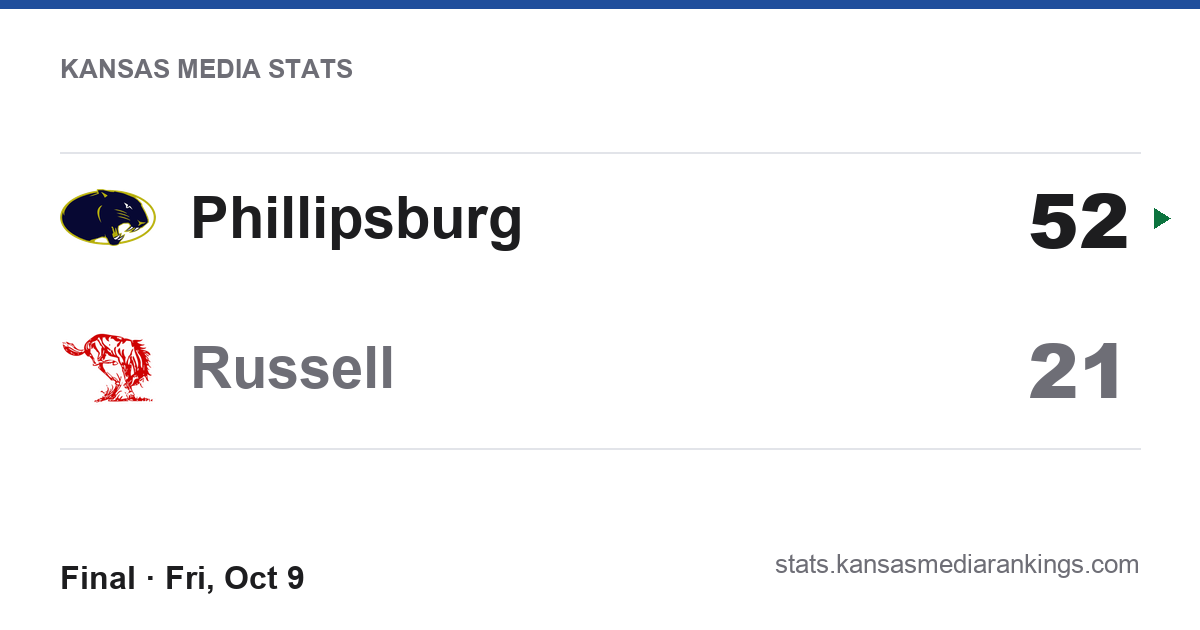 KANSAS MEDIA STATS
Phillipsburg 52
Russell 21
Final · Fri, Oct 9
stats.kansasmediarankings.com